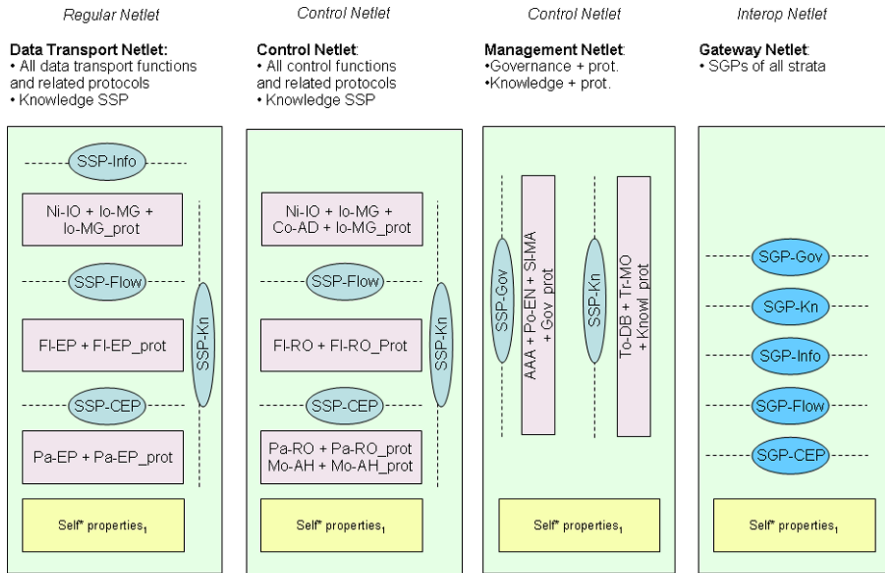 Regular Netlet
Data Transport Netlet:
• All data transport functions
and related protocols
• Knowledge SSP
SSP-Info
Ni-IO + Io-MG +
Io-MG_prot
SSP-Flow
Fl-EP + Fl-EP_prot
SSP-Kn
SSP-CEP
Pa-EP + Pa-EP_prot
Self* properties₁
Control Netlet
Control Netlet:
• All control functions
and related protocols
• Knowledge SSP
Ni-IO + Io-MG +
Co-AD + Io-MG_prot
SSP-Flow
Fl-RO + Fl-RO_Prot
SSP-Kn
SSP-CEP
Pa-RO + Pa-RO_prot
Mo-AH + Mo-AH_prot
Self* properties₁
Control Netlet
Management Netlet:
•Governance + prot.
•Knowledge + prot.
SSP-Gov
AAA + Po-EN + Sl-MA
+ Gov_prot
SSP-Kn
To-DB + Tr-MO
+ Knowl_prot
Self* properties₁
Interop Netlet
Gateway Netlet:
• SGPs of all strata
SGP-Gov
SGP-Kn
SGP-Info
SGP-Flow
SGP-CEP
Self* properties₁